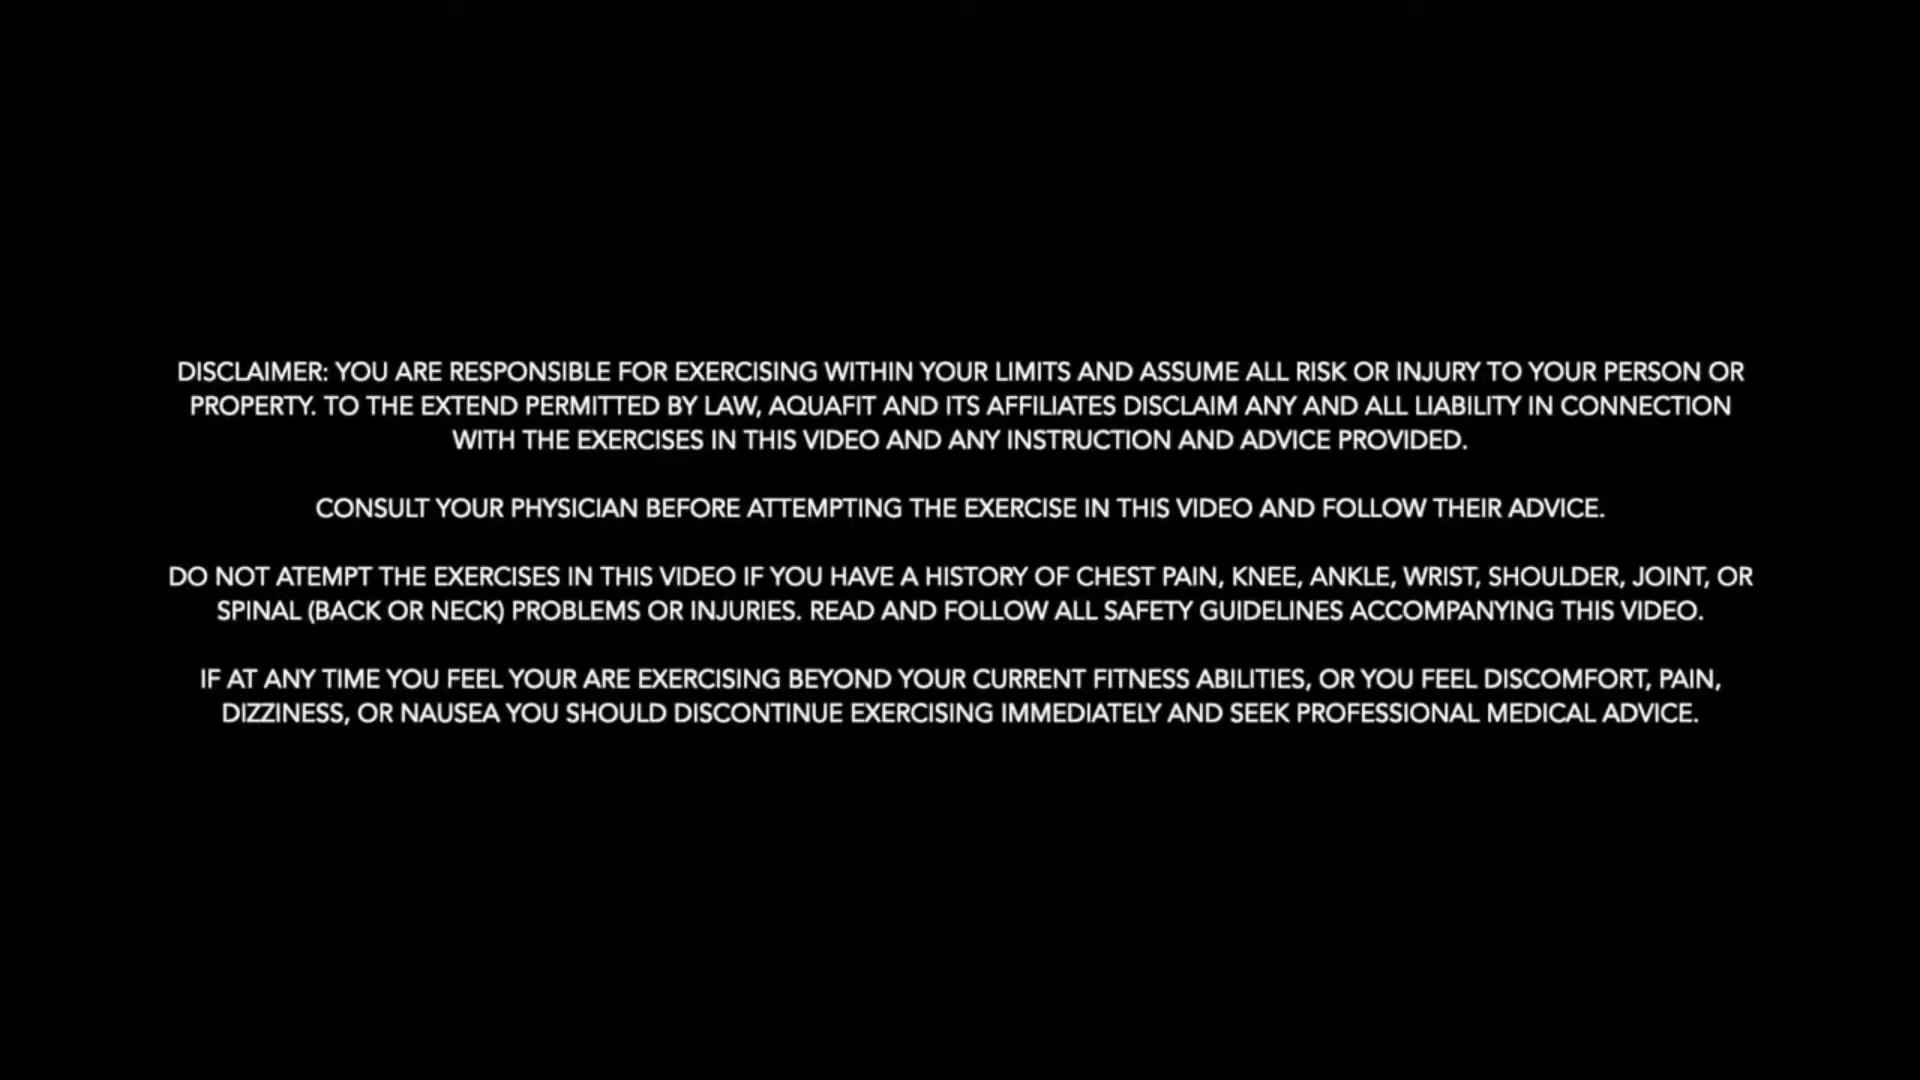 DISCLAIMER: YOU ARE RESPONSIBLE FOR EXERCISING WITHIN YOUR LIMITS AND ASSUME ALL RISK OR INJURY TO YOUR PERSON OR
PROPERTY. TO THE EXTEND PERMITTED BY LAW, AQUAFIT AND ITS AFFILIATES DISCLAIM ANY AND ALL LIABILITY IN CONNECTION
WITH THE EXERCISES IN THIS VIDEO AND ANY INSTRUCTION AND ADVICE PROVIDED.
CONSULT YOUR PHYSICIAN BEFORE ATTEMPTING THE EXERCISE IN THIS VIDEO AND FOLLOW THEIR ADVICE.
DO NOT ATEMPT THE EXERCISES IN THIS VIDEO IF YOU HAVE A HISTORY OF CHEST PAIN, KNEE, ANKLE, WRIST, SHOULDER, JOINT, OR
SPINAL (BACK OR NECK) PROBLEMS OR INJURIES. READ AND FOLLOW ALL SAFETY GUIDELINES ACCOMPANYING THIS VIDEO.
IF AT ANY TIME YOU FEEL YOUR ARE EXERCISING BEYOND YOUR CURRENT FITNESS ABILITIES, OR YOU FEEL DISCOMFORT, PAIN,
DIZZINESS, OR NAUSEA YOU SHOULD DISCONTINUE EXERCISING IMMEDIATELY AND SEEK PROFESSIONAL MEDICAL ADVICE.